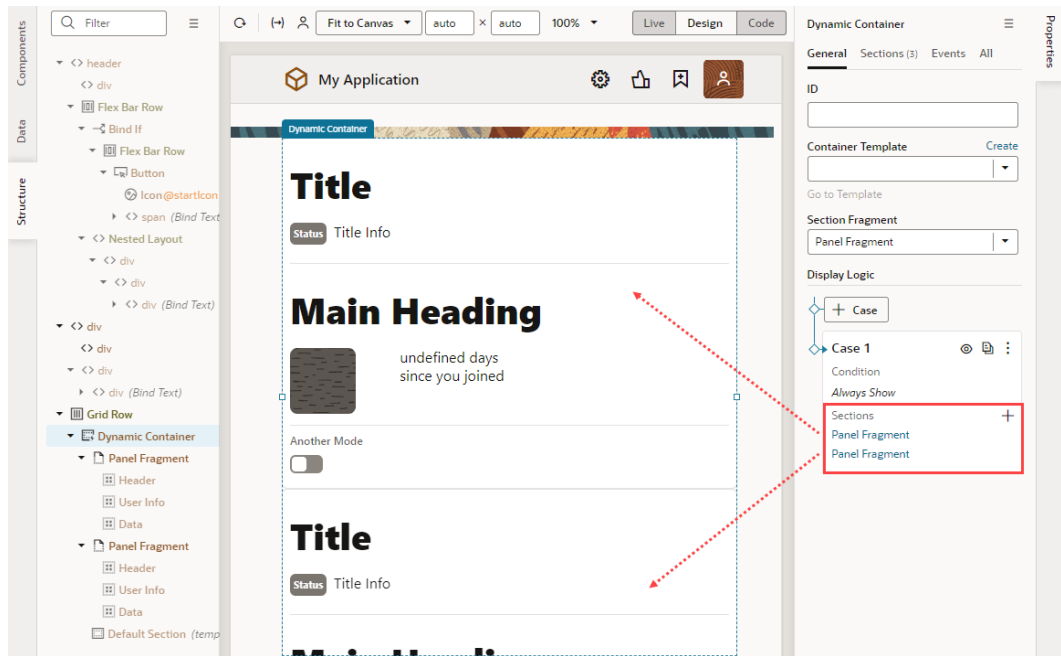 Components
Data
Structure
Filter
<> header
<> div
Flex Bar Row
Bind If
Flex Bar Row
Button
Icon @startIcon
<> span (Bind Text
<> Nested Layout
<> div
<> div
<> div (Bind Text)
<> div
<> div
<> div
<> div (Bind Text)
Grid Row
Dynamic Container
Panel Fragment
Header
User Info
Data
Panel Fragment
Header
User Info
Data
Default Section (temp
Fit to Canvas
auto
×
auto
100%
Live
Design
Code
My Application
Dynamic Container
Title
Status Title Info
Main Heading
undefined days
since you joined
Another Mode
Title
Status Title Info
Main Heading
Dynamic Container
General Sections (3) Events All
ID
Container Template Create
Go to Template
Section Fragment
Panel Fragment
Display Logic
+ Case
Case 1
Condition
Always Show
Sections +
Panel Fragment
Panel Fragment
Properties